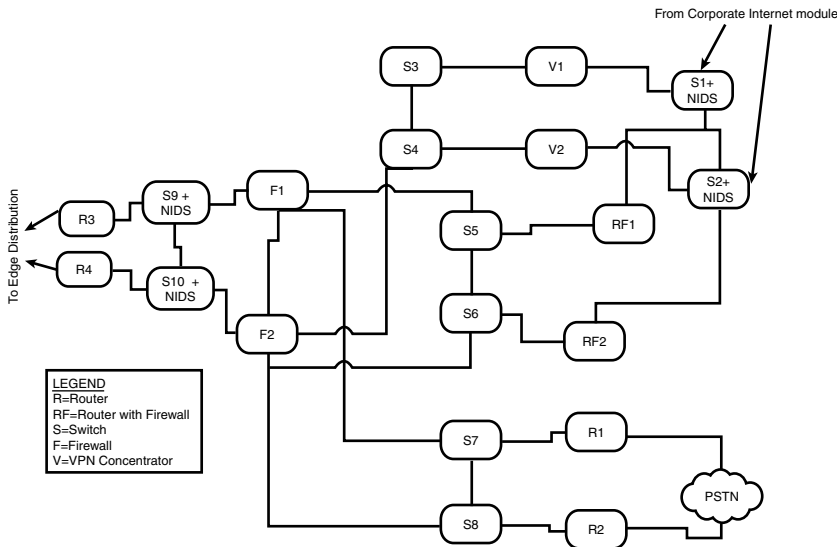 From Corporate Internet module
S3
V1
S1+
NIDS
S4
V2
S2+
NIDS
To Edge Distribution
R3
S9 +
NIDS
F1
S5
RF1
R4
S10 +
NIDS
F2
S6
RF2
LEGEND
R=Router
RF=Router with Firewall
S=Switch
F=Firewall
V=VPN Concentrator
S7
R1
PSTN
S8
R2